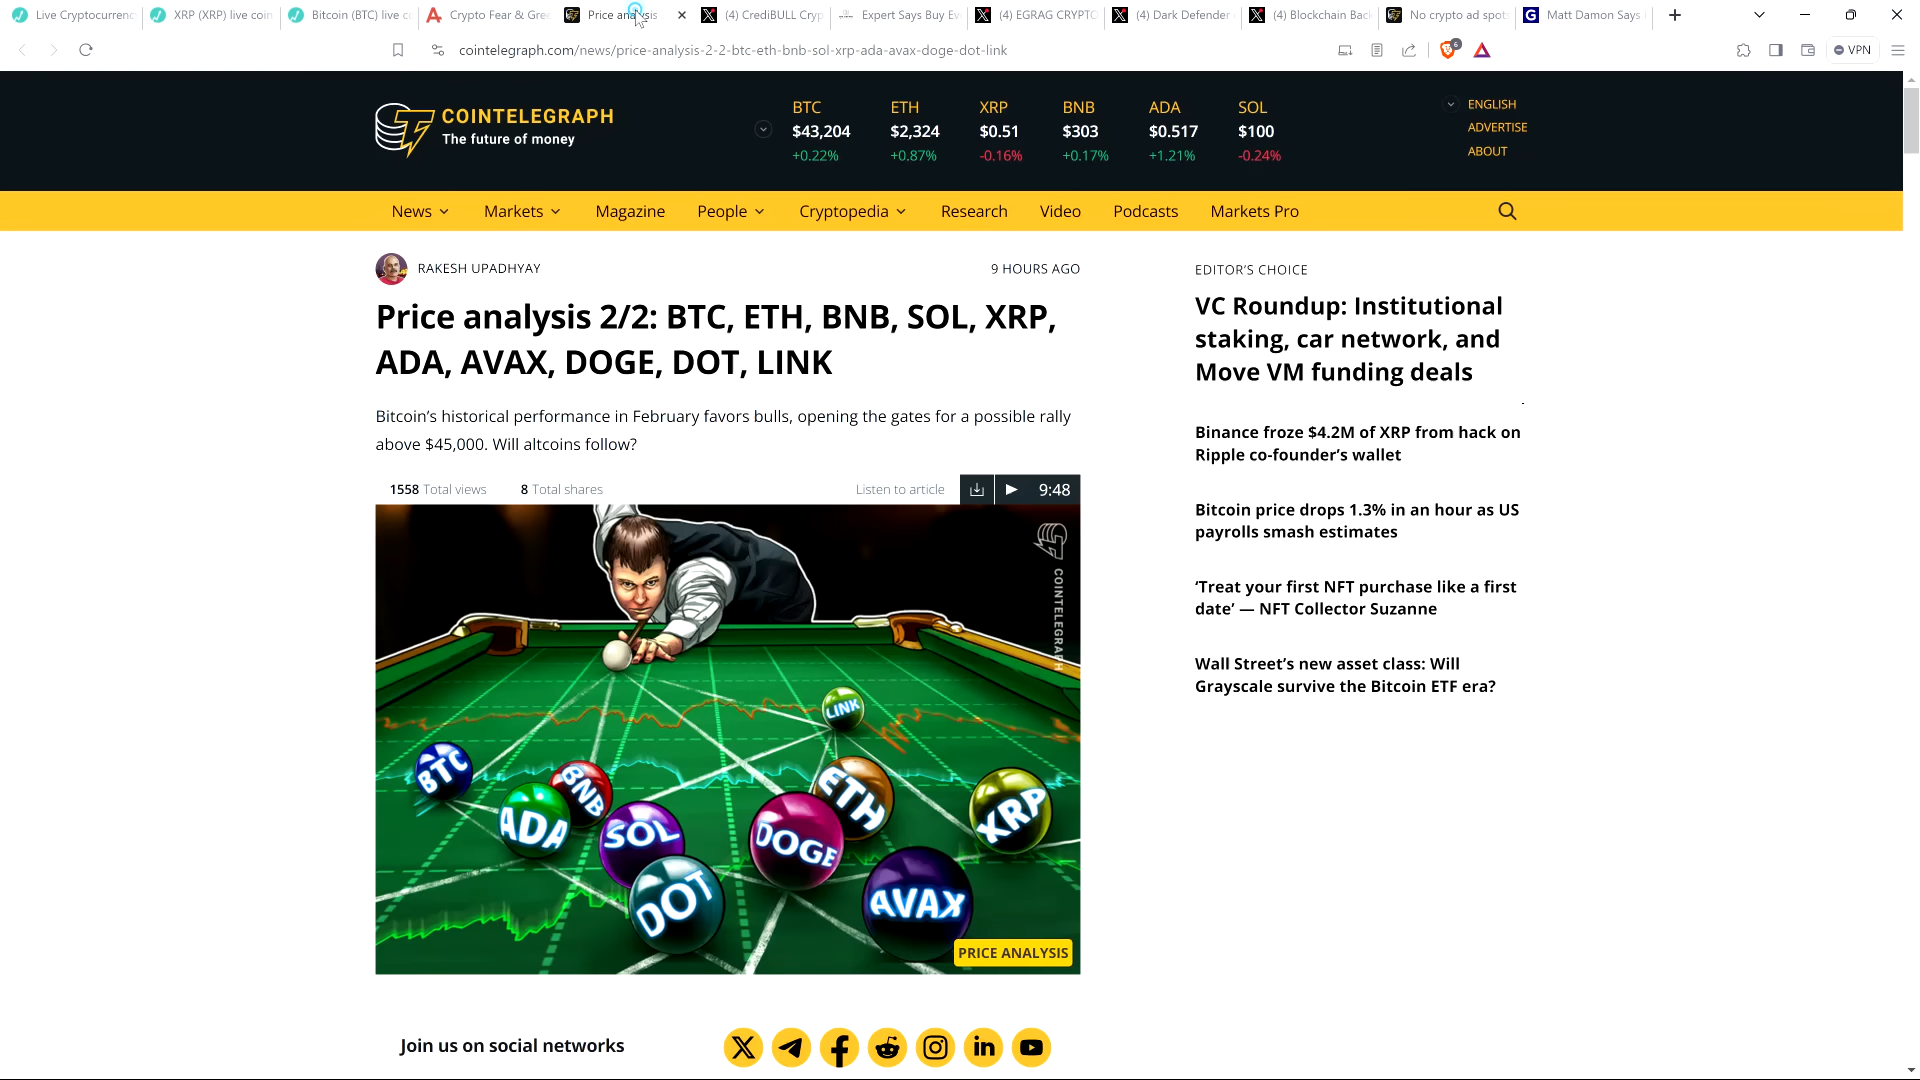 Live Cryptocurrenc
XRP (XRP) live coin
Bitcoin (BTC) live co
Crypto Fear & Gre
Price analysis
(4) CrediBULL Cryp
Expert Says Buy Ev
(4) EGRAG CRYPTO
(4) Dark Defender
(4) Blockchain Bac
No crypto ad spot
Matt Damon Says
cointelegraph.com/news/price-analysis-2-2-btc-eth-bnb-sol-xrp-ada-avax-doge-dot-link
6
VPN
COINTELEGRAPH
The future of money
BTC ETH XRP BNB ADA SOL
$43,204 $2,324 $0.51 $303 $0.517 $100
+0.22% +0.87% -0.16% +0.17% +1.21% -0.24%
ENGLISH
ADVERTISE
ABOUT
News Markets Magazine People Cryptopedia Research Video Podcasts Markets Pro
RAKESH UPADHYAY
9 HOURS AGO
Price analysis 2/2: BTC, ETH, BNB, SOL, XRP,
ADA, AVAX, DOGE, DOT, LINK
Bitcoin’s historical performance in February favors bulls, opening the gates for a possible rally
above $45,000. Will altcoins follow?
1558 Total views 8 Total shares
Listen to article 9:48
COINTELEGRAPH
LINK
BTC
BNB
ETH
ADA
SOL
DOGE
XRP
DOT
AVAX
PRICE ANALYSIS
Join us on social networks
EDITOR’S CHOICE
VC Roundup: Institutional
staking, car network, and
Move VM funding deals
Binance froze $4.2M of XRP from hack on
Ripple co-founder’s wallet
Bitcoin price drops 1.3% in an hour as US
payrolls smash estimates
‘Treat your first NFT purchase like a first
date’ — NFT Collector Suzanne
Wall Street’s new asset class: Will
Grayscale survive the Bitcoin ETF era?